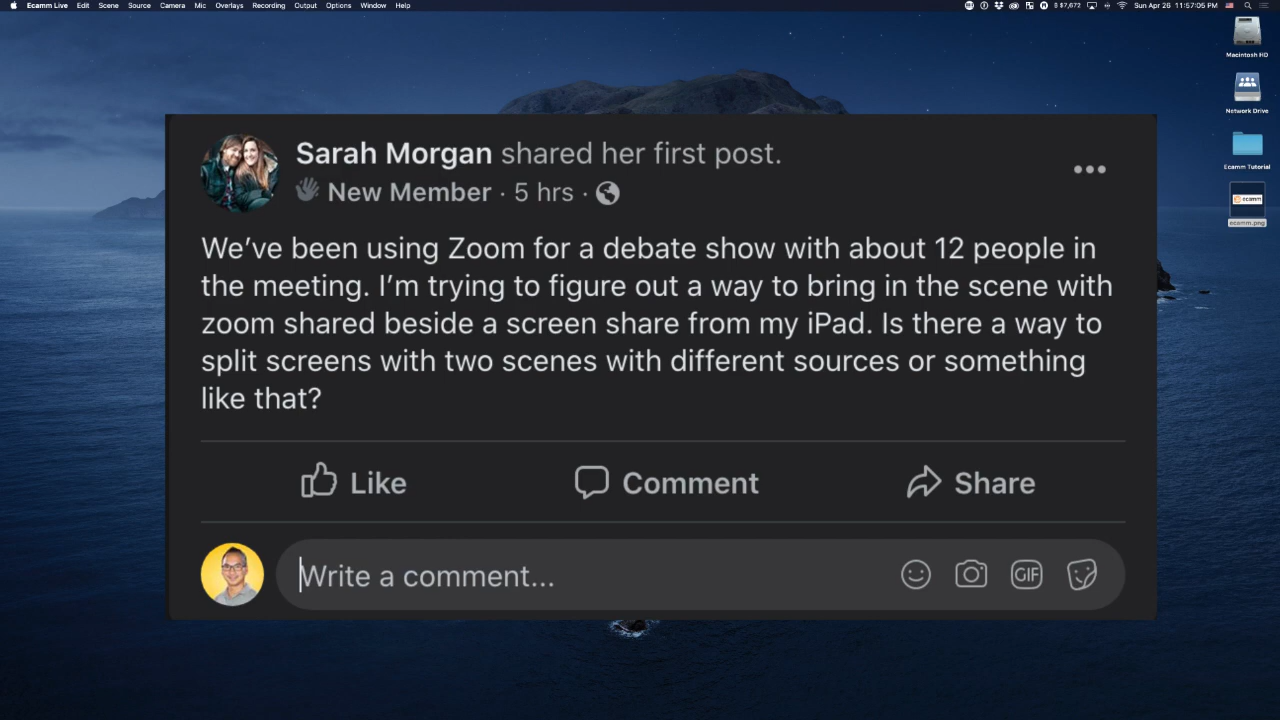 Ecamm Live Edit Scene Source Camera Mic Overlays Recording Output Options Window Help
$7,672 Sun Apr 26 11:57:05 PM
Macintosh HD
Network Drive
Ecamm Tutorial
ecamm
ecamm.png
Sarah Morgan shared her first post.
New Member · 5 hrs ·
We’ve been using Zoom for a debate show with about 12 people in
the meeting. I’m trying to figure out a way to bring in the scene with
zoom shared beside a screen share from my iPad. Is there a way to
split screens with two scenes with different sources or something
like that?
Like Comment Share
Write a comment...
GIF